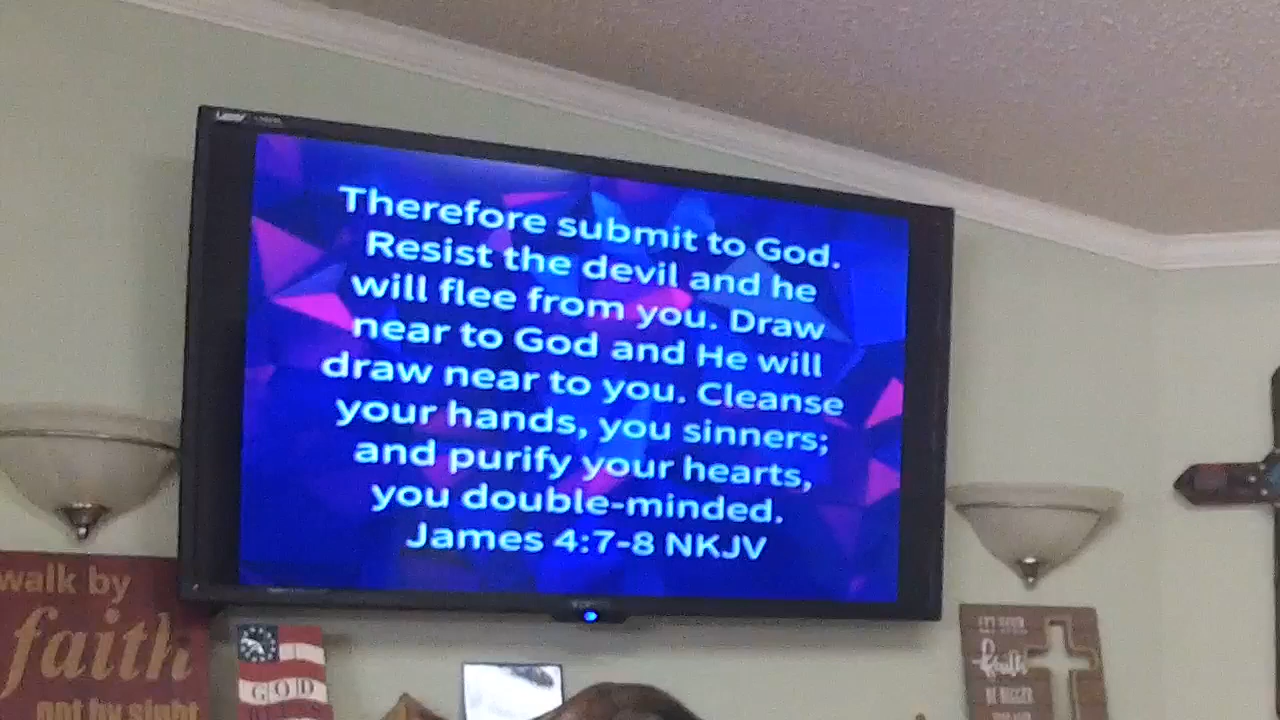 Therefore submit to God.
Resist the devil and he
will flee from you. Draw
near to God and He will
draw near to you. Cleanse
your hands, you sinners;
and purify your hearts,
you double-minded.
James 4:7-8 NKJV
walk by
faith
not by sight
GOD
faith